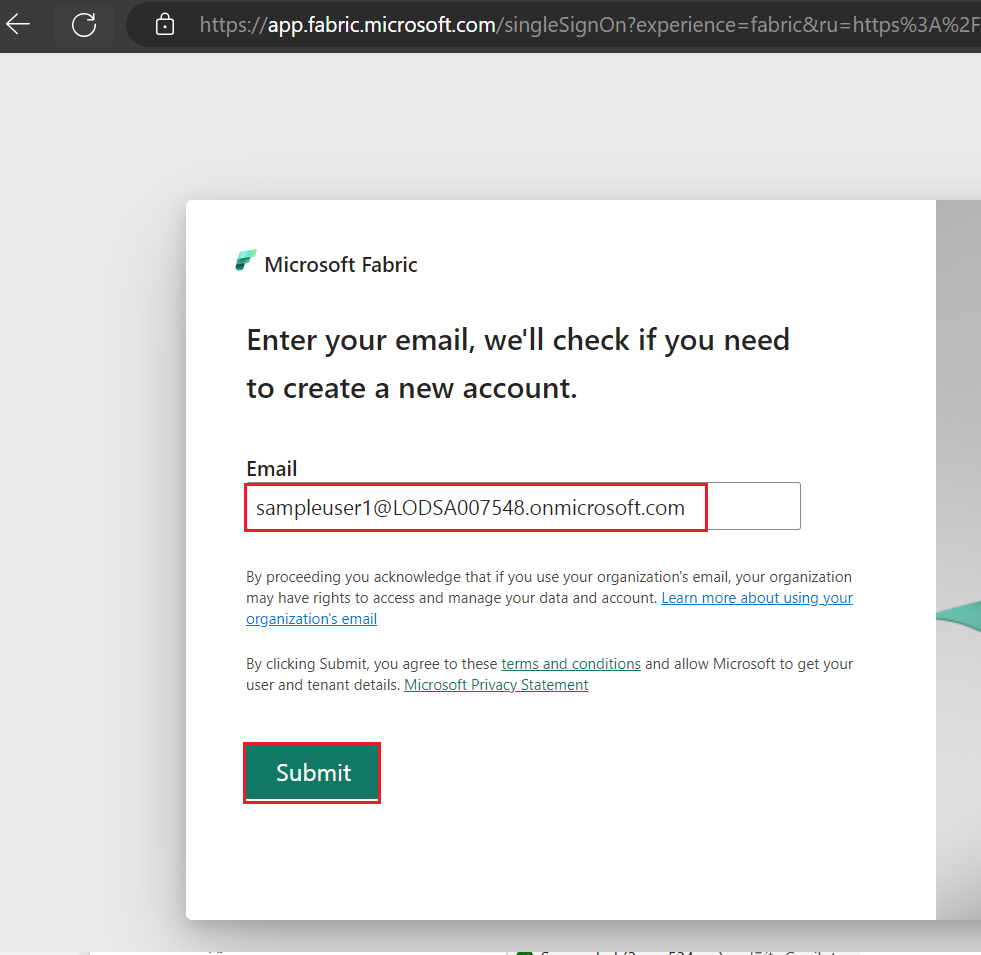 https://app.fabric.microsoft.com/singleSignOn?experience=fabric&ru=https%3A%2F
Microsoft Fabric
Enter your email, we'll check if you need
to create a new account.
Email
sampleuser1@LODSA007548.onmicrosoft.com
By proceeding you acknowledge that if you use your organization's email, your organization
may have rights to access and manage your data and account. Learn more about using your
organization's email
By clicking Submit, you agree to these terms and conditions and allow Microsoft to get your
user and tenant details. Microsoft Privacy Statement
Submit